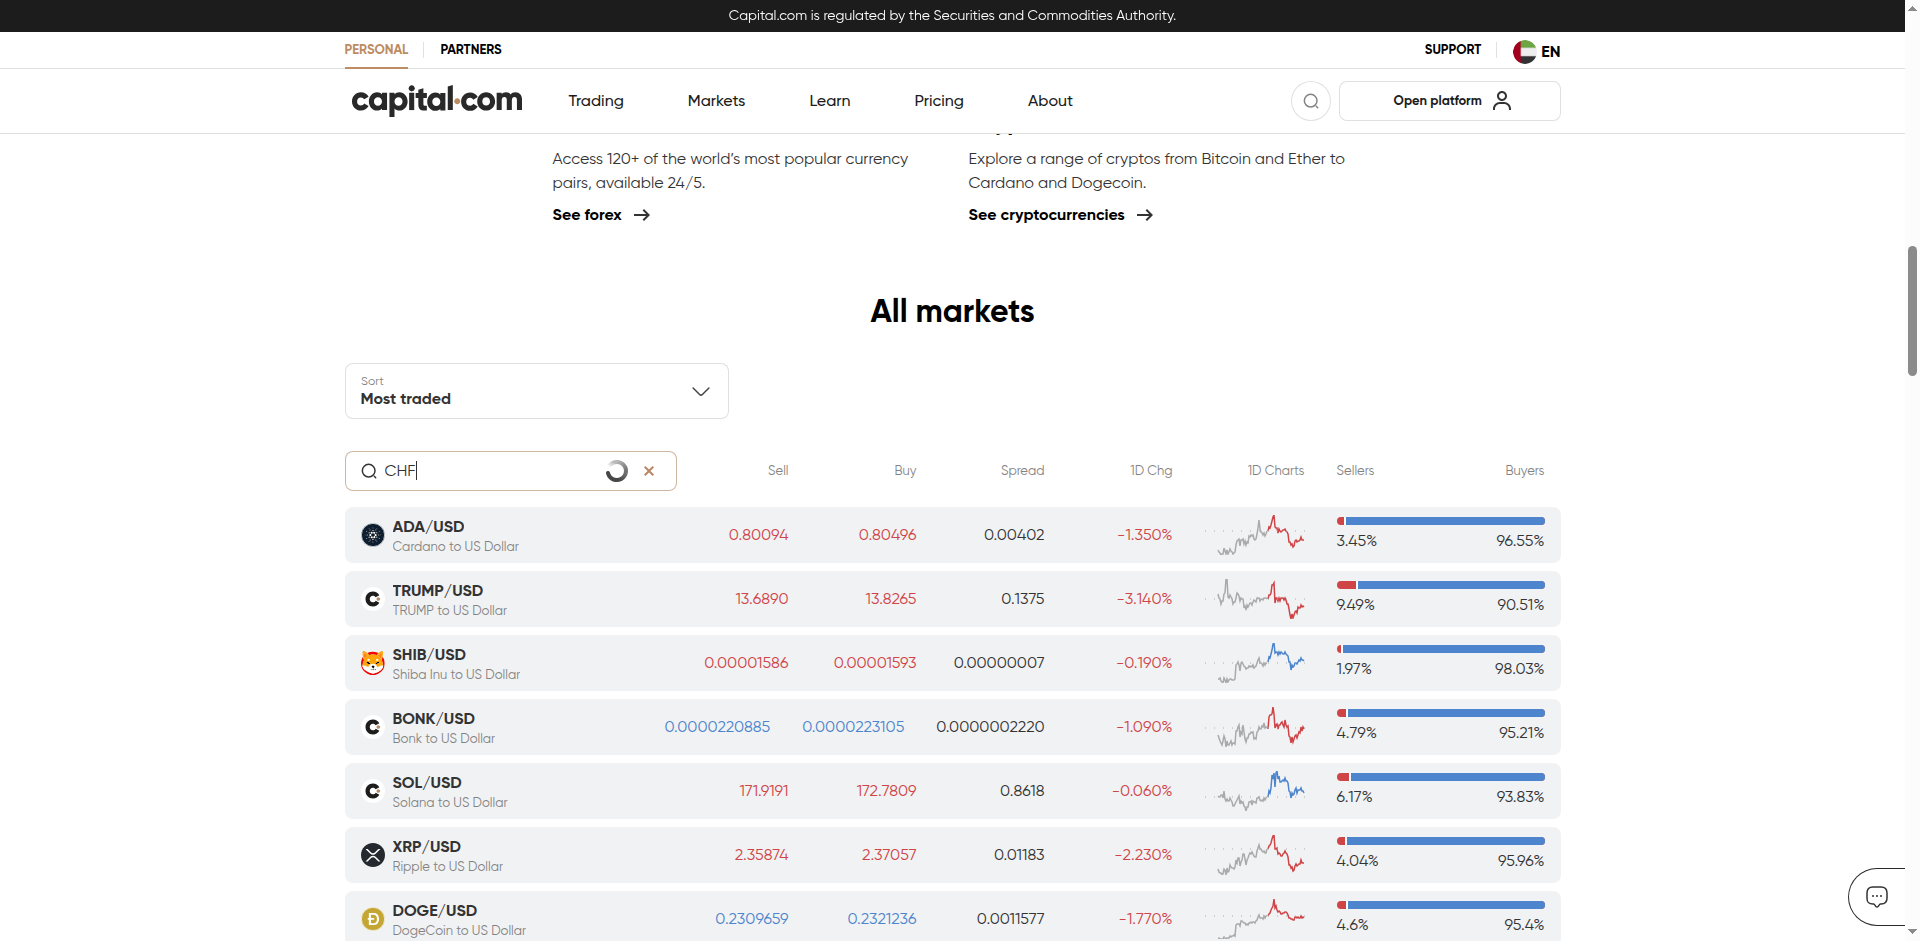 Capital.com is regulated by the Securities and Commodities Authority.
PERSONAL
PARTNERS
SUPPORT
EN
capital.com
Trading
Markets
Learn
Pricing
About
Open platform
Access 120+ of the world's most popular currency
pairs, available 24/5.
See forex
Explore a range of cryptos from Bitcoin and Ether to
Cardano and Dogecoin.
See cryptocurrencies
All markets
Sort
Most traded
CHF
Sell
Buy
Spread
1D Chg
1D Charts
Sellers
Buyers
ADA/USD
Cardano to US Dollar
0.80094
0.80496
0.00402
-1.350%
3.45%
96.55%
TRUMP/USD
TRUMP to US Dollar
13.6890
13.8265
0.1375
-3.140%
9.49%
90.51%
SHIB/USD
Shiba Inu to US Dollar
0.00001586
0.00001593
0.00000007
-0.190%
1.97%
98.03%
BONK/USD
Bonk to US Dollar
0.0000220885
0.0000223105
0.0000002220
-1.090%
4.79%
95.21%
SOL/USD
Solana to US Dollar
171.9191
172.7809
0.8618
-0.060%
6.17%
93.83%
XRP/USD
Ripple to US Dollar
2.35874
2.37057
0.01183
-2.230%
4.04%
95.96%
DOGE/USD
DogeCoin to US Dollar
0.2309659
0.2321236
0.0011577
-1.770%
4.6%
95.4%